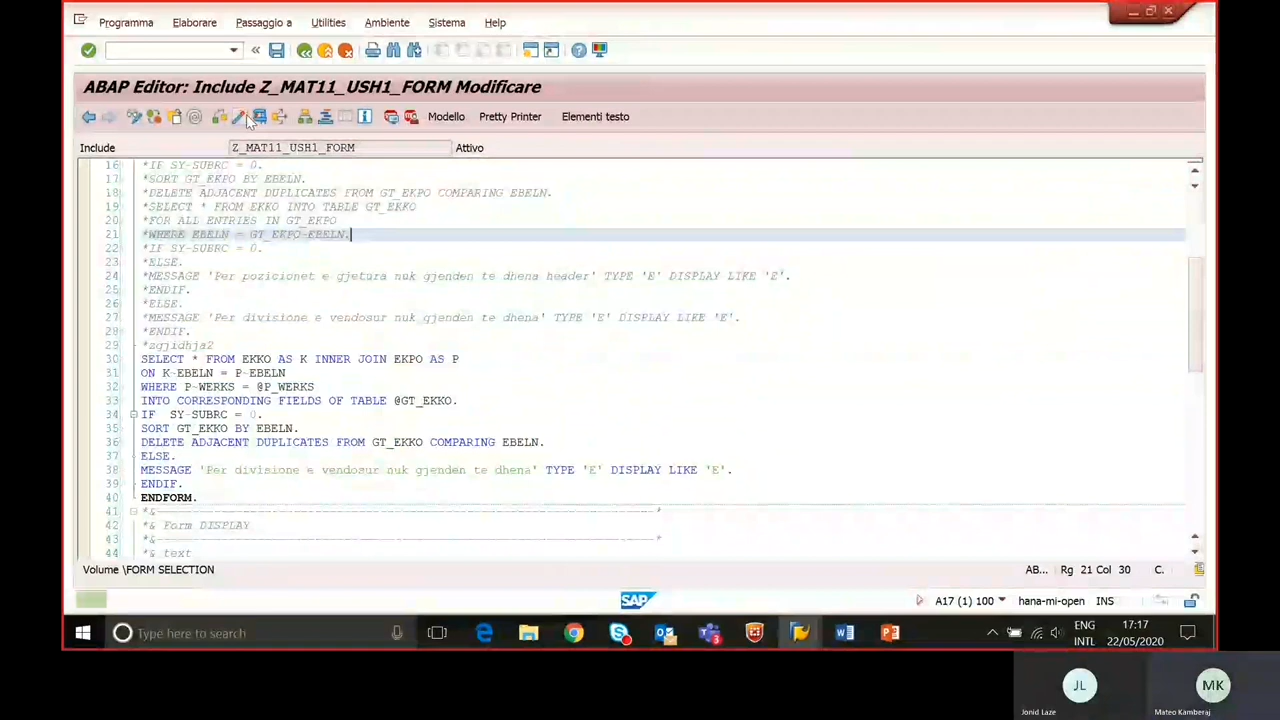 Programma Elaborare Passaggio a Utilities Ambiente Sistema Help
ABAP Editor: Include Z_MAT11_USH1_FORM Modificare
Modello Pretty Printer Elementi testo
Include Z_MAT11_USH1_FORM Attivo
16 *IF SY-SUBRC = 0.
17 *SORT GT_EKPO BY EBELN.
18 *DELETE ADJACENT DUPLICATES FROM GT_EKPO COMPARING EBELN.
19 *SELECT * FROM EKKO INTO TABLE GT_EKKO
20 *FOR ALL ENTRIES IN GT_EKPO
21 *WHERE EBELN = GT_EKPO-EBELN.
22 *IF SY-SUBRC = 0.
23 *ELSE.
24 *MESSAGE 'Per pozicionet e gjetura nuk gjenden te dhena header' TYPE 'E' DISPLAY LIKE 'E'.
25 *ENDIF.
26 *ELSE.
27 *MESSAGE 'Per divisione e vendosur nuk gjenden te dhena' TYPE 'E' DISPLAY LIKE 'E'.
28 *ENDIF.
29 *zgjidhja2
30 SELECT * FROM EKKO AS K INNER JOIN EKPO AS P
31 ON K~EBELN = P~EBELN
32 WHERE P~WERKS = @P_WERKS
33 INTO CORRESPONDING FIELDS OF TABLE @GT_EKKO.
34 IF SY-SUBRC = 0.
35 SORT GT_EKKO BY EBELN.
36 DELETE ADJACENT DUPLICATES FROM GT_EKKO COMPARING EBELN.
37 ELSE.
38 MESSAGE 'Per divisione e vendosur nuk gjenden te dhena' TYPE 'E' DISPLAY LIKE 'E'.
39 ENDIF.
40 ENDFORM.
41 *&---------------------------------------------------------------------*
42 *& Form DISPLAY
43 *&---------------------------------------------------------------------*
44 *& text
Volume \FORM SELECTION AB... Rg 21 Col 30 C.
SAP A17 (1) 100 hana-mi-open INS
Type here to search
3
ENG 17:17
INTL 22/05/2020
JL MK
Jonid Laze Mateo Kamberaj